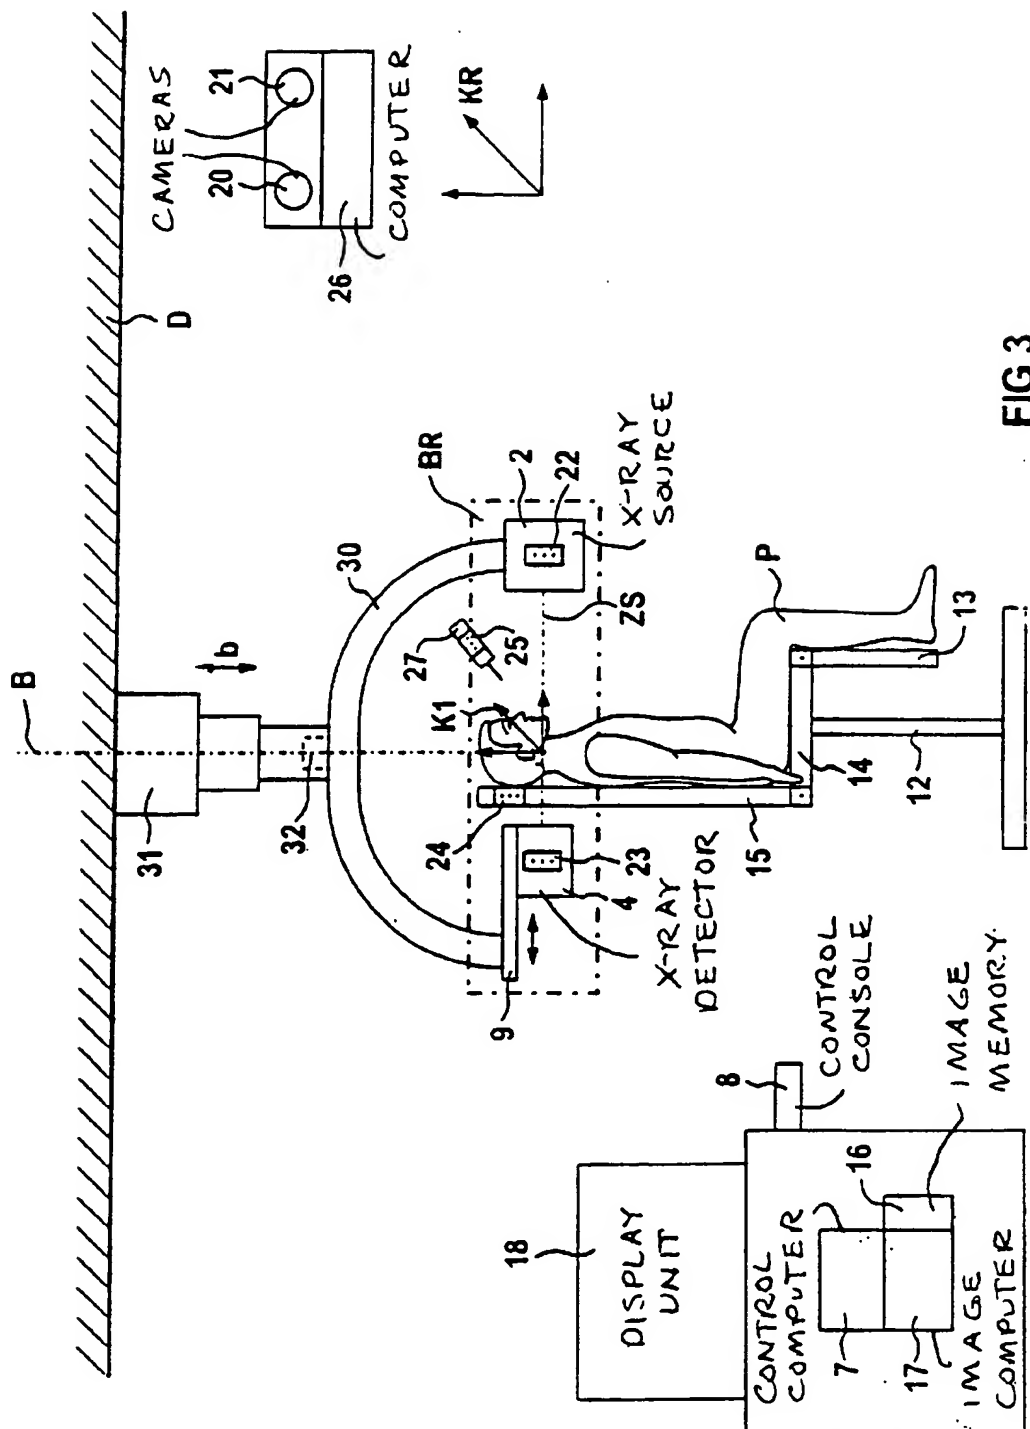 CAMERAS
20
21
26
COMPUTER
KR
D
B
b
31
32
30
BR
K1
27
25
2
22
X-RAY
SOURCE
ZS
24
23
4
9
X-RAY
DETECTOR
15
14
12
13
P
18
DISPLAY
UNIT
8
CONTROL
CONSOLE
CONTROL
COMPUTER
7
16
17
IMAGE
MEMORY
IMAGE
COMPUTER
FIG 3